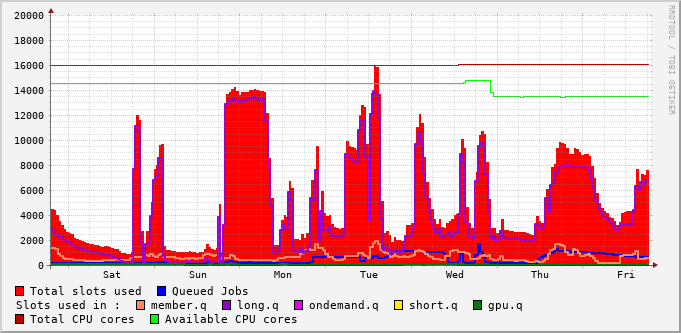 RRDTOOL / TOBI OETIKER
20000
18000
16000
14000
12000
10000
8000
6000
4000
2000
0
Sat Sun Mon Tue Wed Thu Fri
Total slots used Queued Jobs
Slots used in : member.q long.q ondemand.q short.q gpu.q
Total CPU cores Available CPU cores